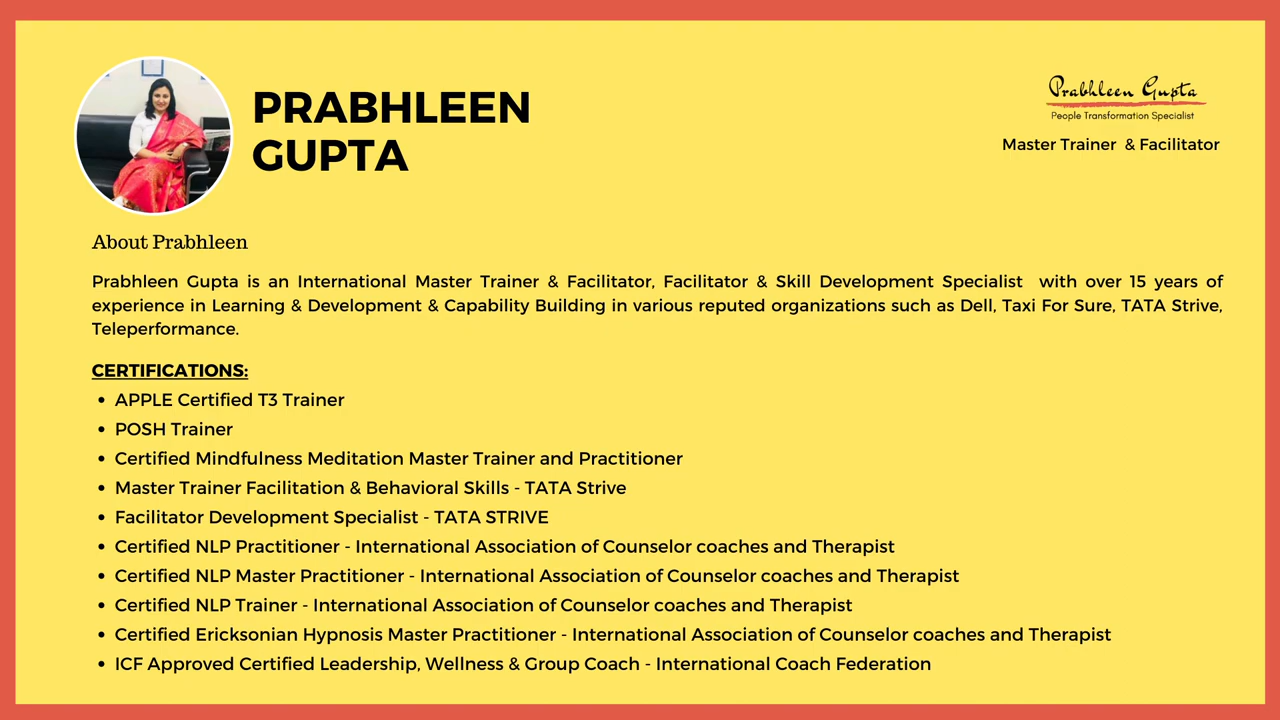 PRABHLEEN
GUPTA
Prabhleen Gupta
People Transformation Specialist
Master Trainer & Facilitator
About Prabhleen
Prabhleen Gupta is an International Master Trainer & Facilitator, Facilitator & Skill Development Specialist with over 15 years of
experience in Learning & Development & Capability Building in various reputed organizations such as Dell, Taxi For Sure, TATA Strive,
Teleperformance.
CERTIFICATIONS:
• APPLE Certified T3 Trainer
• POSH Trainer
• Certified Mindfulness Meditation Master Trainer and Practitioner
• Master Trainer Facilitation & Behavioral Skills - TATA Strive
• Facilitator Development Specialist - TATA STRIVE
• Certified NLP Practitioner - International Association of Counselor coaches and Therapist
• Certified NLP Master Practitioner - International Association of Counselor coaches and Therapist
• Certified NLP Trainer - International Association of Counselor coaches and Therapist
• Certified Ericksonian Hypnosis Master Practitioner - International Association of Counselor coaches and Therapist
• ICF Approved Certified Leadership, Wellness & Group Coach - International Coach Federation